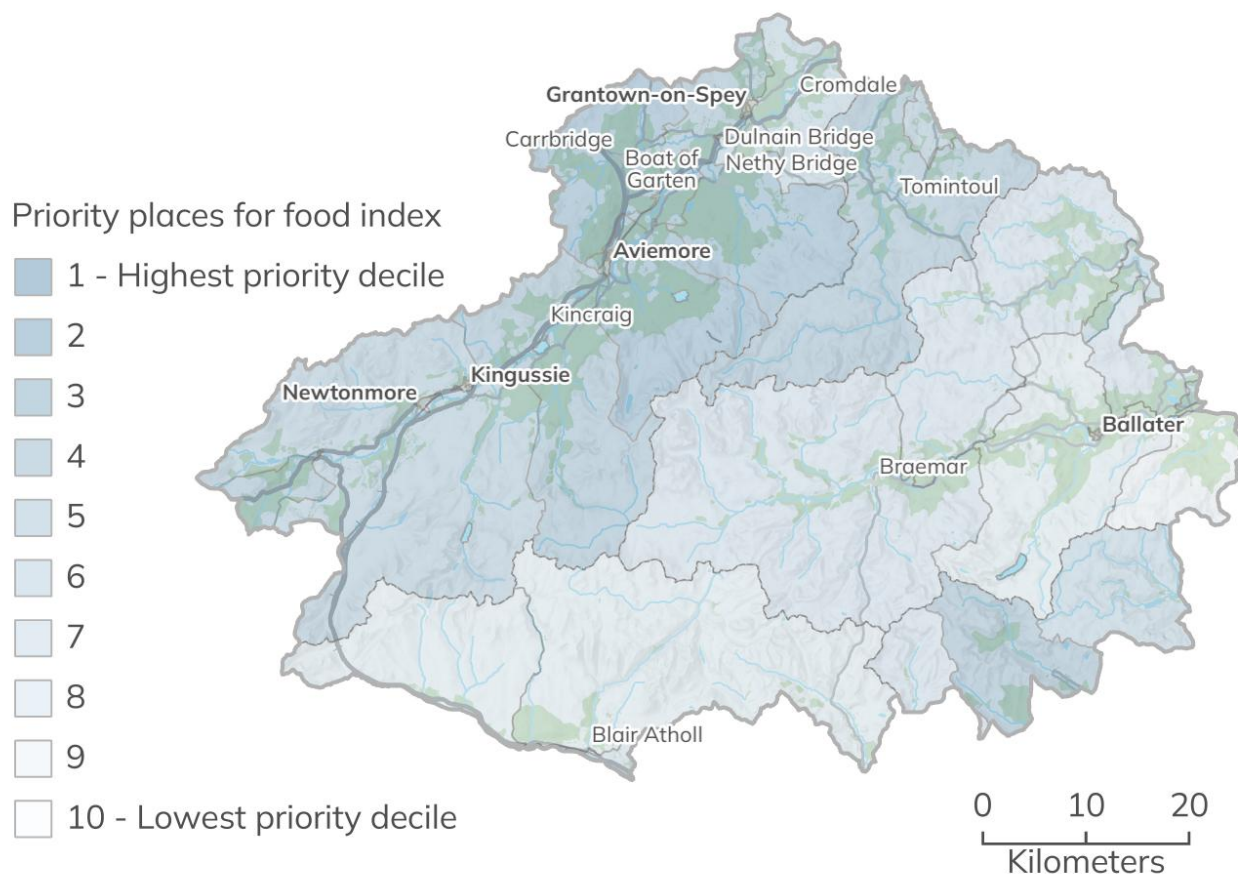 Cromdale
Grantown-on-Spey
Carrbridge
Dulnain Bridge
Boat of
Garten
Nethy Bridge
Tomintoul
Priority places for food index
1 - Highest priority decile
2
3
4
5
6
7
8
9
10 - Lowest priority decile
Aviemore
Kincraig
Kingussie
Newtonmore
Ballater
Braemar
Blair Atholl
0 10 20
Kilometers